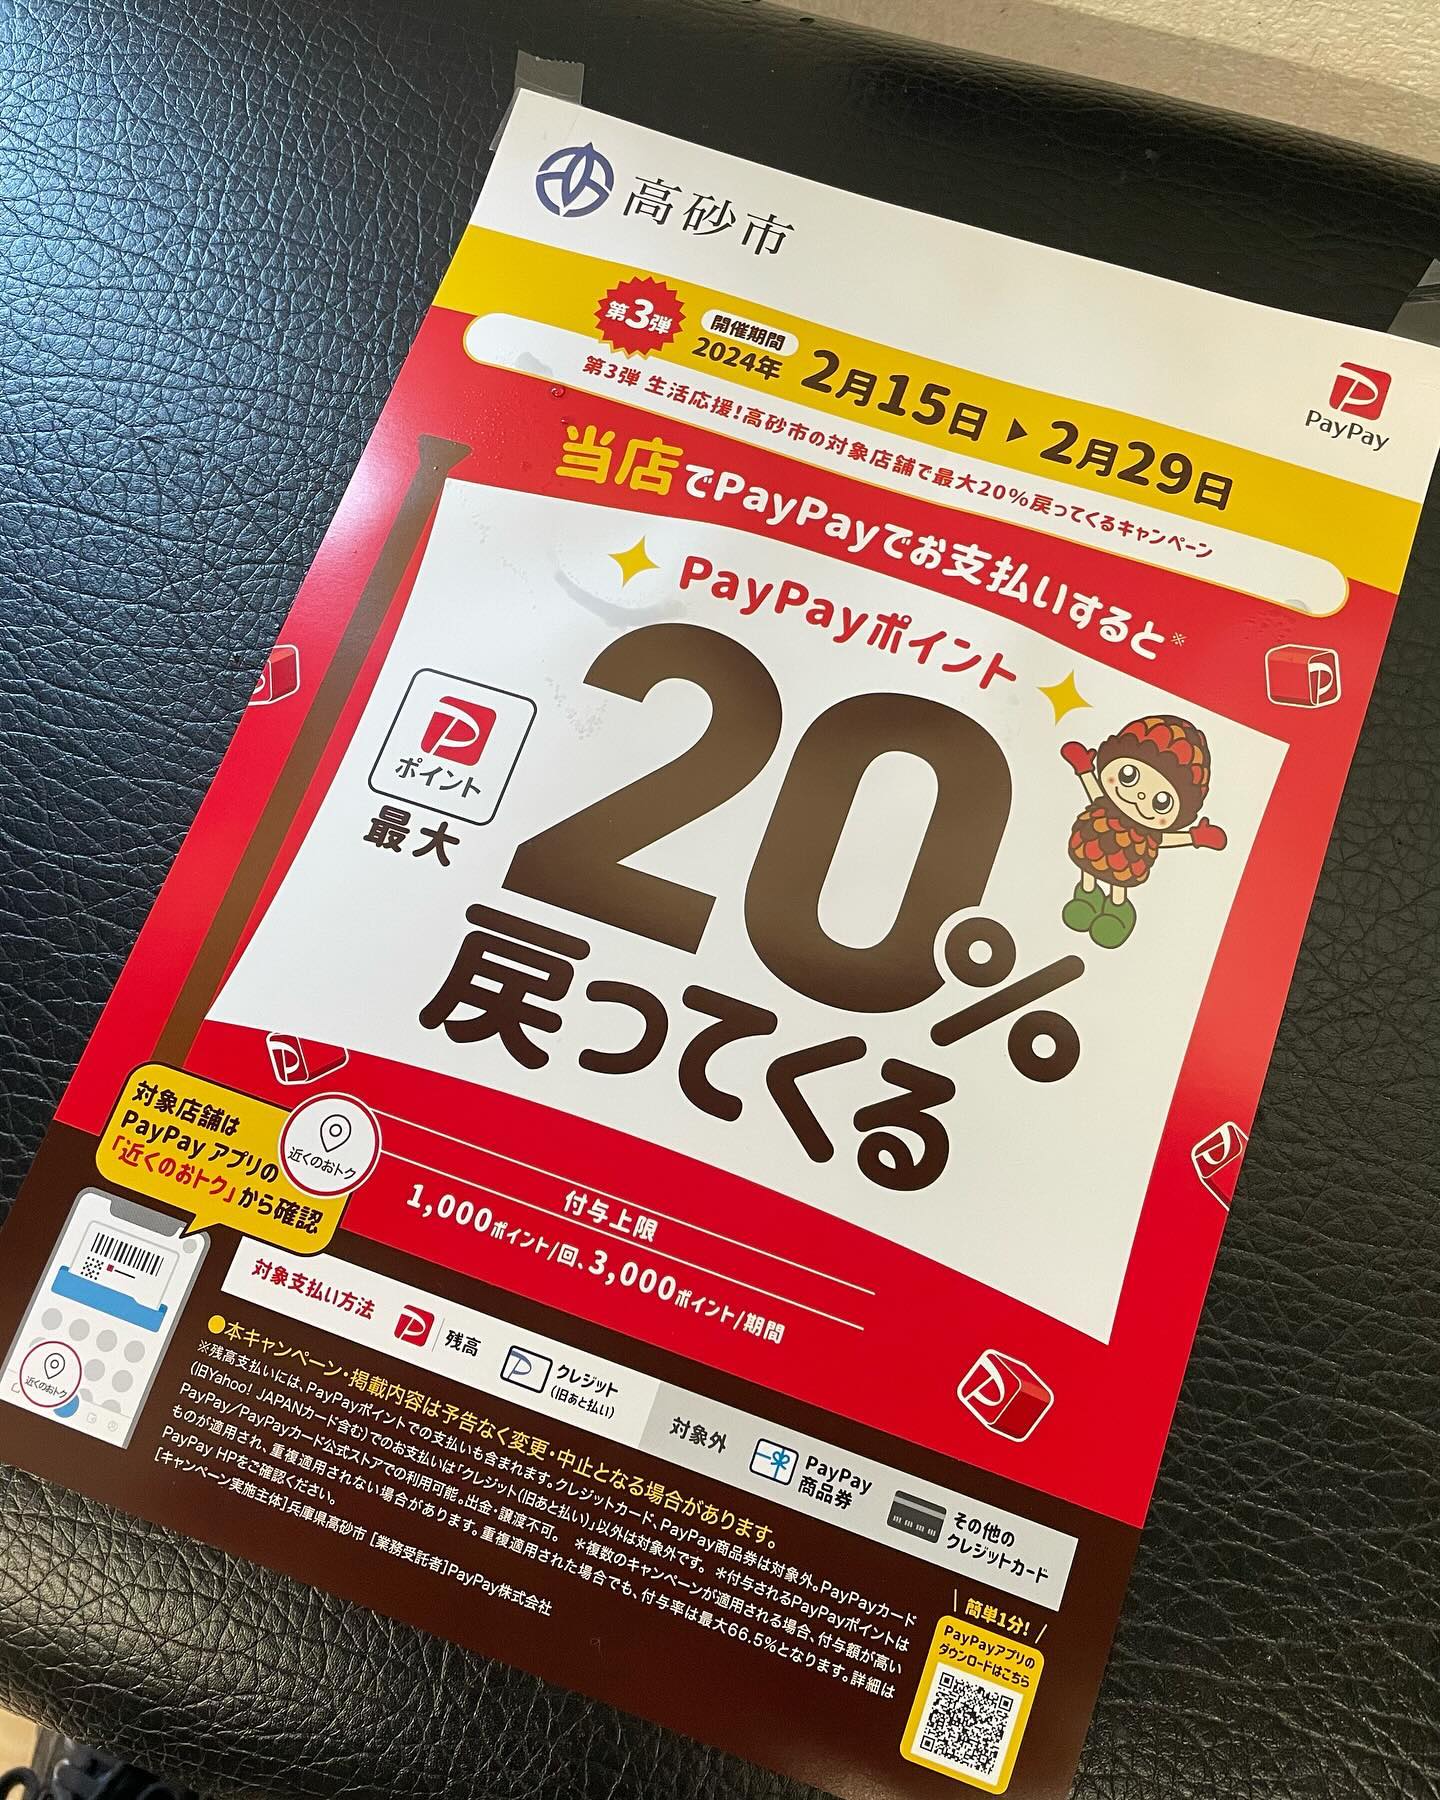 高砂市
第3弾
開催期間
2024年 2月15日 ▶ 2月29日
PayPay
第3弾 生活応援!高砂市の対象店舗で最大20%戻ってくるキャンペーン
当店でPayPayでお支払いすると※
PayPayポイント
ポイント
最大
20%
戻ってくる
対象店舗は
PayPay アプリの
「近くのおトク」から確認
近くのおトク
付与上限
1,000ポイント/回、3,000ポイント/期間
近くのおトク
対象支払い方法
残高
クレジット
(旧あと払い)
対象外
PayPay
商品券
その他の
クレジットカード
●本キャンペーン・掲載内容は予告なく変更・中止となる場合があります。
※残高支払いには、PayPayポイントでの支払いも含まれます。クレジットカード、PayPay商品券は対象外。PayPayカード
(旧Yahoo! JAPANカード含む)でのお支払いは「クレジット(旧あと払い)」以外は対象外です。 *付与されるPayPayポイントは
PayPay/PayPayカード公式ストアでの利用可能。出金・譲渡不可。 *複数のキャンペーンが適用される場合、付与額が高い
ものが適用され、重複適用されない場合があります。重複適用された場合でも、付与率は最大66.5%となります。詳細は
PayPay HPをご確認ください。
[キャンペーン実施主体]兵庫県高砂市 [業務受託者]PayPay株式会社
\ 簡単1分! /
PayPayアプリの
ダウンロードはこちら